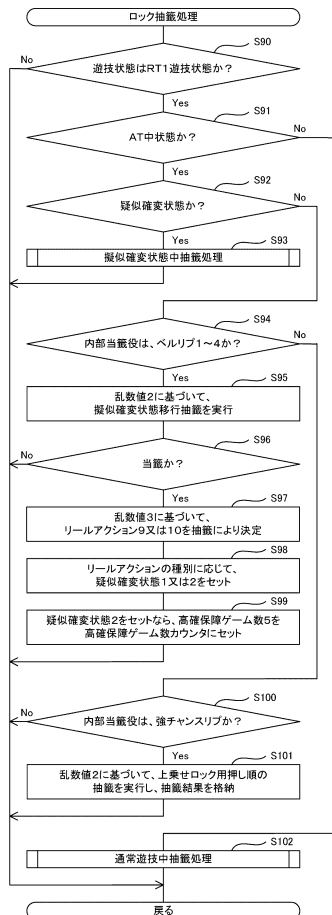 ロック抽籤処理
S90
No
遊技状態はRT1遊技状態か？
Yes
S91
No
AT中状態か？
Yes
S92
No
疑似確変状態か？
Yes
S93
擬似確変状態中抽籤処理
S94
No
内部当籤役は、ベルリプ1～4か？
Yes
S95
乱数値2に基づいて、
擬似確変状態移行抽籤を実行
S96
No
当籤か？
Yes
S97
乱数値3に基づいて、
リールアクション9又は10を抽籤により決定
S98
リールアクションの種別に応じて、
疑似確変状態1又は2をセット
S99
疑似確変状態2をセットなら、高確保障ゲーム数5を
高確保障ゲーム数カウンタにセット
S100
No
内部当籤役は、強チャンスリプか？
Yes
S101
乱数値2に基づいて、上乗せロック用押し順の
抽籤を実行し、抽籤結果を格納
S102
通常遊技中抽籤処理
戻る